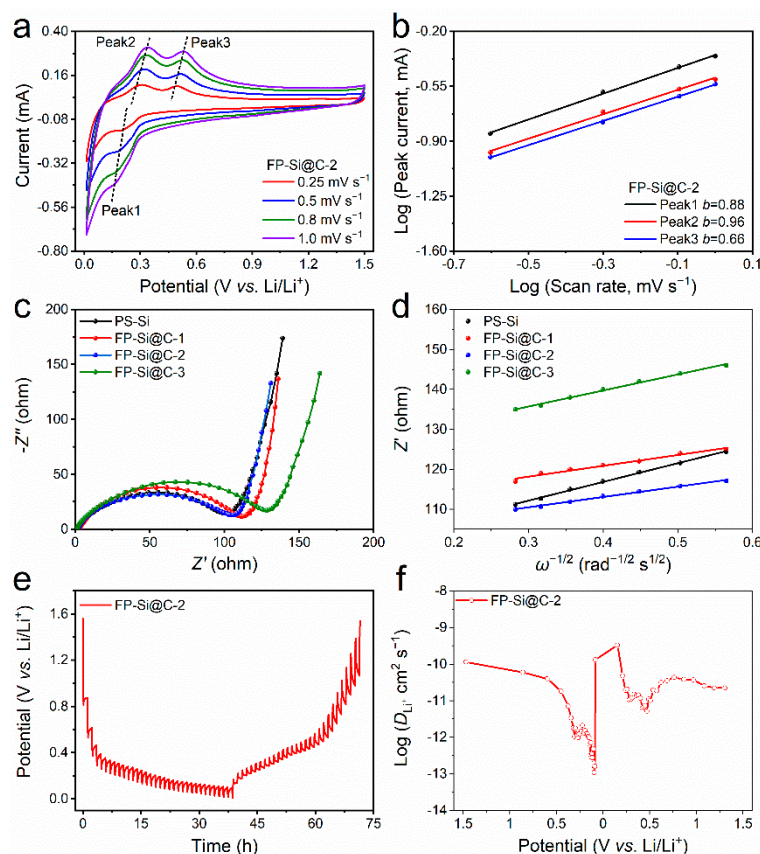 a
Current (mA)
0.40
0.16
-0.08
-0.32
-0.56
-0.80
Peak2
Peak3
Peak1
FP-Si@C-2
0.25 mV s⁻¹
0.5 mV s⁻¹
0.8 mV s⁻¹
1.0 mV s⁻¹
0.0 0.3 0.6 0.9 1.2 1.5
Potential (V vs. Li/Li⁺)
b
Log (Peak current, mA)
-0.20
-0.55
-0.90
-1.25
-1.60
FP-Si@C-2
Peak1 b=0.88
Peak2 b=0.96
Peak3 b=0.66
-0.7 -0.5 -0.3 -0.1 0.1
Log (Scan rate, mV s⁻¹)
c
-Z″ (ohm)
200
150
100
50
0
PS-Si
FP-Si@C-1
FP-Si@C-2
FP-Si@C-3
0 50 100 150 200
Z′ (ohm)
d
Z′ (ohm)
160
150
140
130
120
110
PS-Si
FP-Si@C-1
FP-Si@C-2
FP-Si@C-3
0.2 0.3 0.4 0.5 0.6
ω⁻¹/² (rad⁻¹/² s¹/²)
e
Potential (V vs. Li/Li⁺)
1.6
1.2
0.8
0.4
0.0
FP-Si@C-2
0 15 30 45 60 75
Time (h)
f
Log (D_Li, cm² s⁻¹)
-8
-9
-10
-11
-12
-13
-14
FP-Si@C-2
1.5 1.0 0.5 0 0.5 1.0 1.5
Potential (V vs. Li/Li⁺)